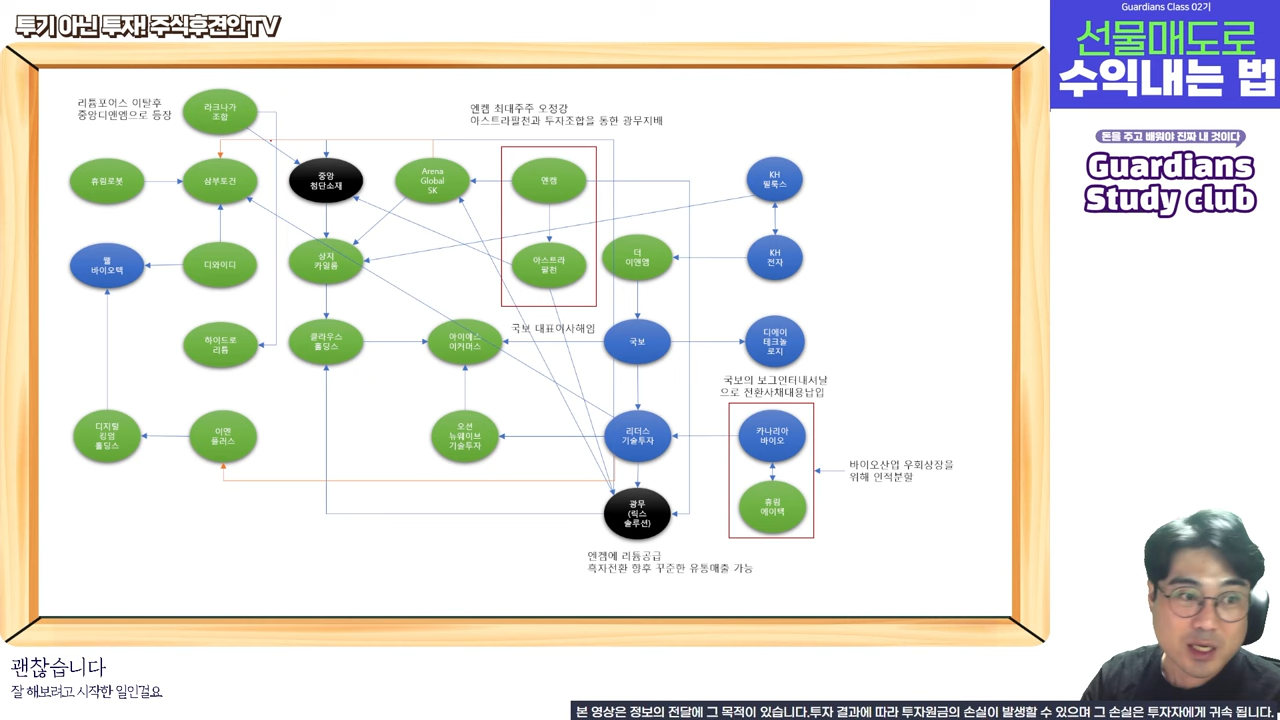 투기 아닌 투자! 주식후견인TV
Guardians Class 02기
선물매도로
수익내는 법
돈을 주고 배워야 진짜 내 것이다
Guardians
Study club
리튬포어스 이탈후
중앙디앤엠으로 등장
라크나가
조합
엔켐 최대주주 오정강
아스트라팔천과 투자조합을 통한 광무지배
휴림로봇
삼부토건
중앙
첨단소재
Arena
Global
SK
엔켐
KH
필룩스
웰
바이오텍
디와이디
상지
카일룸
아스트라
팔천
더
이엔엠
KH
전자
하이드로
리튬
클라우스
홀딩스
아이에스
이커머스
국보 대표이사해임
국보
디에이
테크놀
로지
국보의 보그인터내셔날
으로 전환사채대용납입
디지털
킹덤
홀딩스
이엔
플러스
오션
뉴웨이브
기술투자
리더스
기술투자
카나리아
바이오
바이오산업 우회상장을
위해 인적분할
광무
(릭스
솔루션)
휴림
에이텍
엔켐에 리튬공급
흑자전환 향후 꾸준한 유통매출 가능
괜찮습니다
잘 해보려고 시작한 일인걸요
본 영상은 정보의 전달에 그 목적이 있습니다.투자 결과에 따라 투자원금의 손실이 발생할 수 있으며 그 손실은 투자자에게 귀속 됩니다.